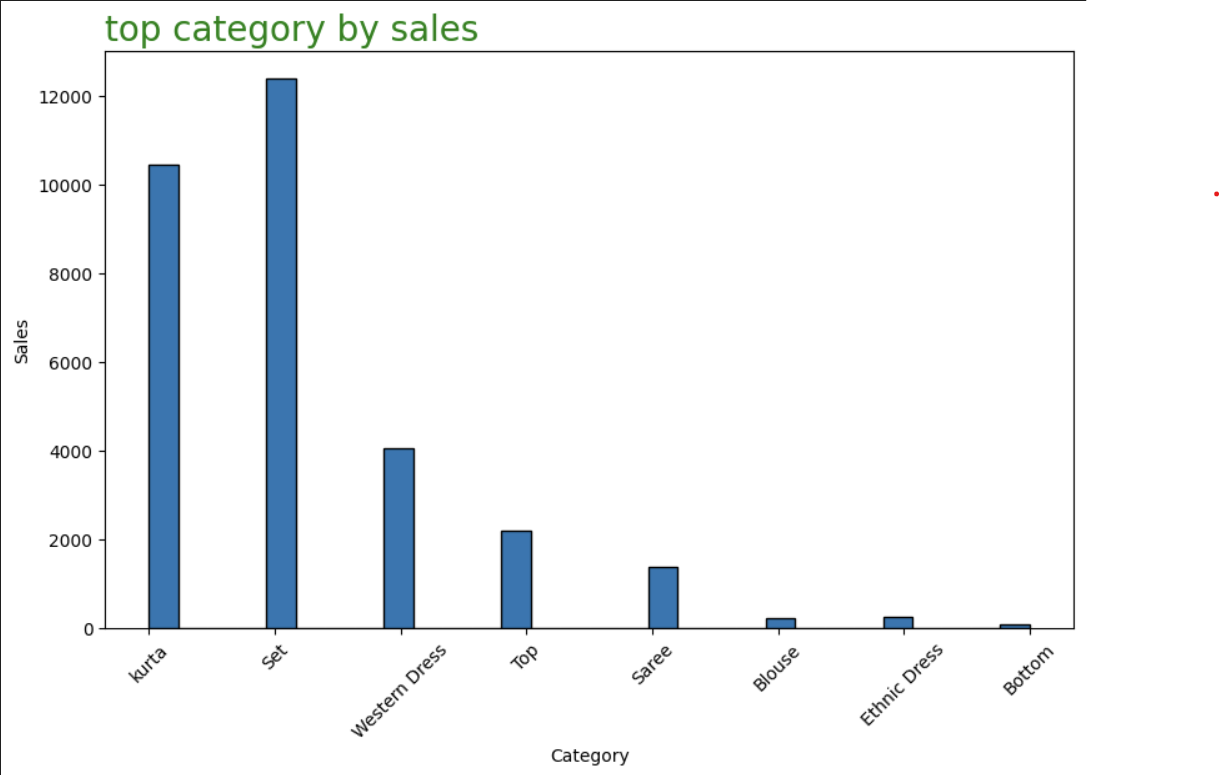 top category by sales
12000
10000
8000
6000
4000
2000
0
Sales
kurta
Set
Western Dress
Top
Saree
Blouse
Ethnic Dress
Bottom
Category